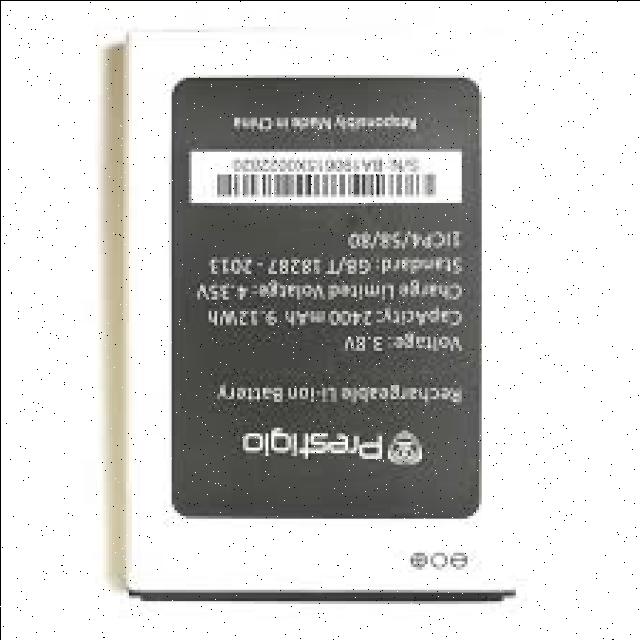 Prestigio
Rechargeable Li-ion Battery
Voltage: 3.8V
CapAcity: 2400 mAh 9.12Wh
Charge Limited Volatge: 4.35V
Standard: GB/T 18287 - 2013
1ICP4/58/80
Responsibly Made in China